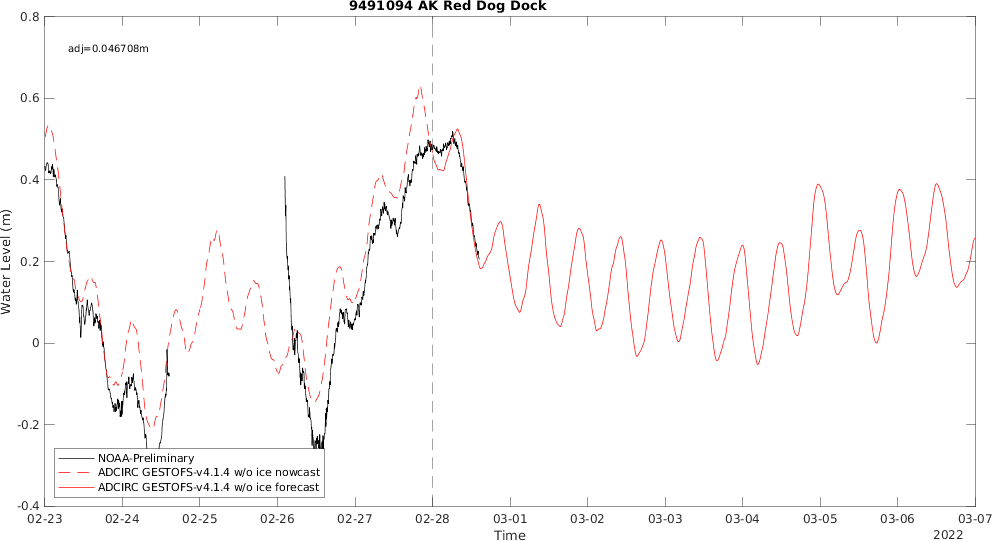 9491094 AK Red Dog Dock
adj=0.046708m
0.8
0.6
0.4
0.2
0
-0.2
-0.4
Water Level (m)
NOAA-Preliminary
ADCIRC GESTOFS-v4.1.4 w/o ice nowcast
ADCIRC GESTOFS-v4.1.4 w/o ice forecast
02-23 02-24 02-25 02-26 02-27 02-28 03-01 03-02 03-03 03-04 03-05 03-06 03-07
Time
2022